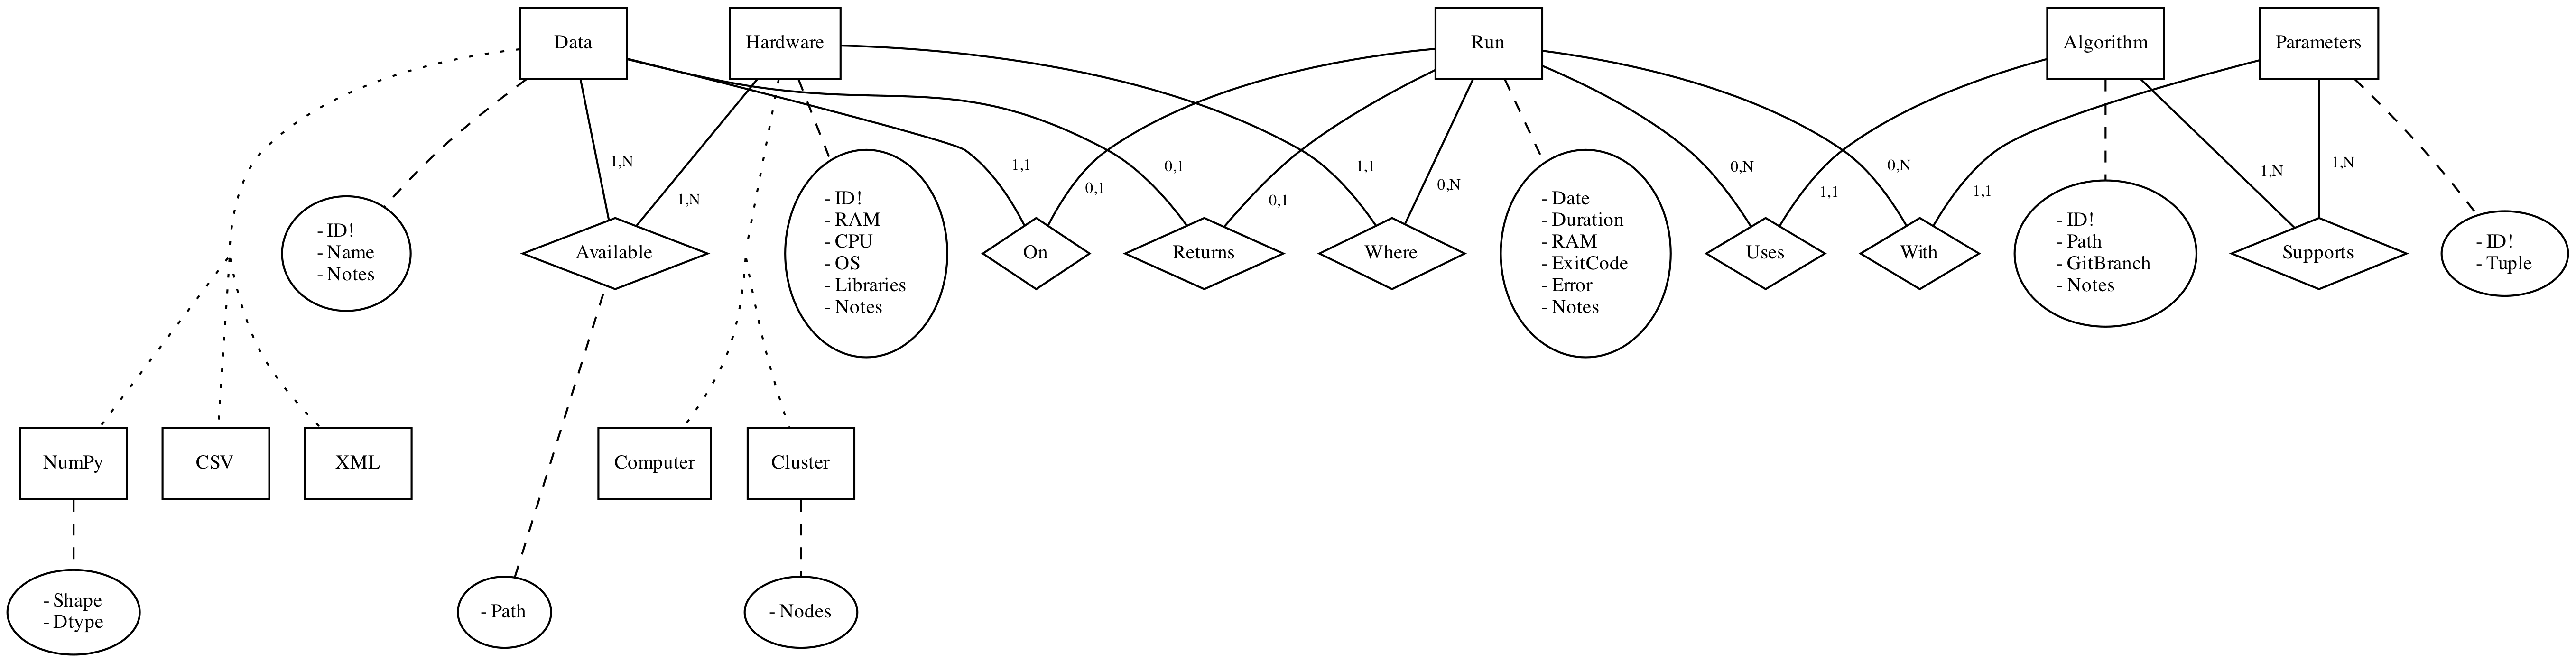 Data
Hardware
Run
Algorithm
Parameters
1,N
1,N
1,1
0,1
0,1
0,1
1,1
0,N
0,N
1,1
0,N
1,1
1,N
1,N
- ID!
- Name
- Notes
Available
- ID!
- RAM
- CPU
- OS
- Libraries
- Notes
On
Returns
Where
- Date
- Duration
- RAM
- ExitCode
- Error
- Notes
Uses
With
- ID!
- Path
- GitBranch
- Notes
Supports
- ID!
- Tuple
NumPy
CSV
XML
Computer
Cluster
- Shape
- Dtype
- Path
- Nodes